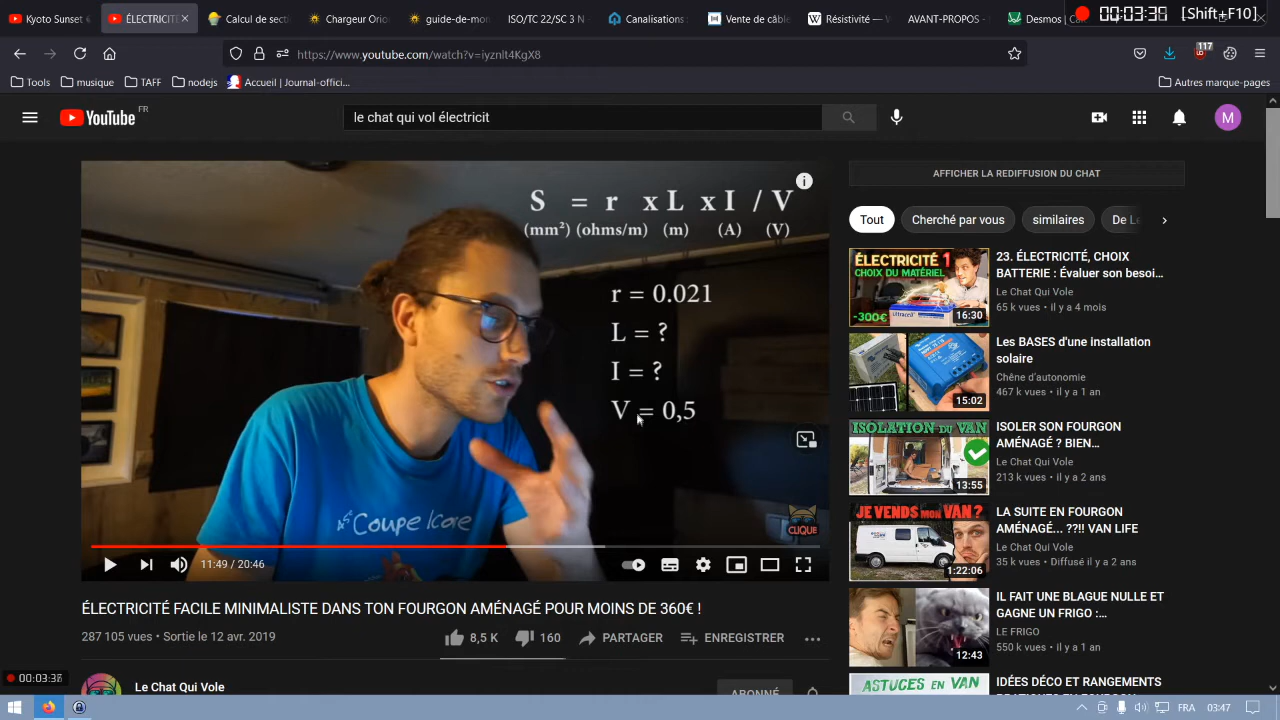 Kyoto Sunset
ÉLECTRICITÉ
Calcul de secti
Chargeur Orio
guide-de-mo
ISO/TC 22/SC 3 N
Canalisations
Vente de câble
Résistivité —
AVANT-PROPOS -
Desmos |
00:03:39 [Shift+F10]
https://www.youtube.com/watch?v=iyznlt4KgX8
117
Tools
musique
TAFF
nodejs
Accueil | Journal-offici...
Autres marque-pages
YouTube FR
le chat qui vol électricit
M
S = r x L x I / V
(mm²) (ohms/m) (m) (A) (V)
r = 0.021
L = ?
I = ?
V = 0,5
Coupe Icare
CLIQUE
11:49 / 20:46
AFFICHER LA REDIFFUSION DU CHAT
Tout
Cherché par vous
similaires
De Le
ÉLECTRICITÉ 1
CHOIX DU MATÉRIEL
-300€
16:30
23. ÉLECTRICITÉ, CHOIX
BATTERIE : Évaluer son besoi...
Le Chat Qui Vole
65 k vues • il y a 4 mois
15:02
Les BASES d'une installation
solaire
Chêne d'autonomie
467 k vues • il y a 1 an
ISOLATION DU VAN
13:55
ISOLER SON FOURGON
AMÉNAGÉ ? BIEN...
Le Chat Qui Vole
213 k vues • il y a 2 ans
JE VENDS MON VAN ?
1:22:06
LA SUITE EN FOURGON
AMÉNAGÉ... ??!! VAN LIFE
Le Chat Qui Vole
35 k vues • Diffusé il y a 2 ans
12:43
IL FAIT UNE BLAGUE NULLE ET
GAGNE UN FRIGO :...
LE FRIGO
550 k vues • il y a 1 an
ASTUCES EN VAN
IDÉES DÉCO ET RANGEMENTS
ÉLECTRICITÉ FACILE MINIMALISTE DANS TON FOURGON AMÉNAGÉ POUR MOINS DE 360€ !
287 105 vues • Sortie le 12 avr. 2019
8,5 K
160
PARTAGER
ENREGISTRER
Le Chat Qui Vole
ABONNÉ
FRA
03:47